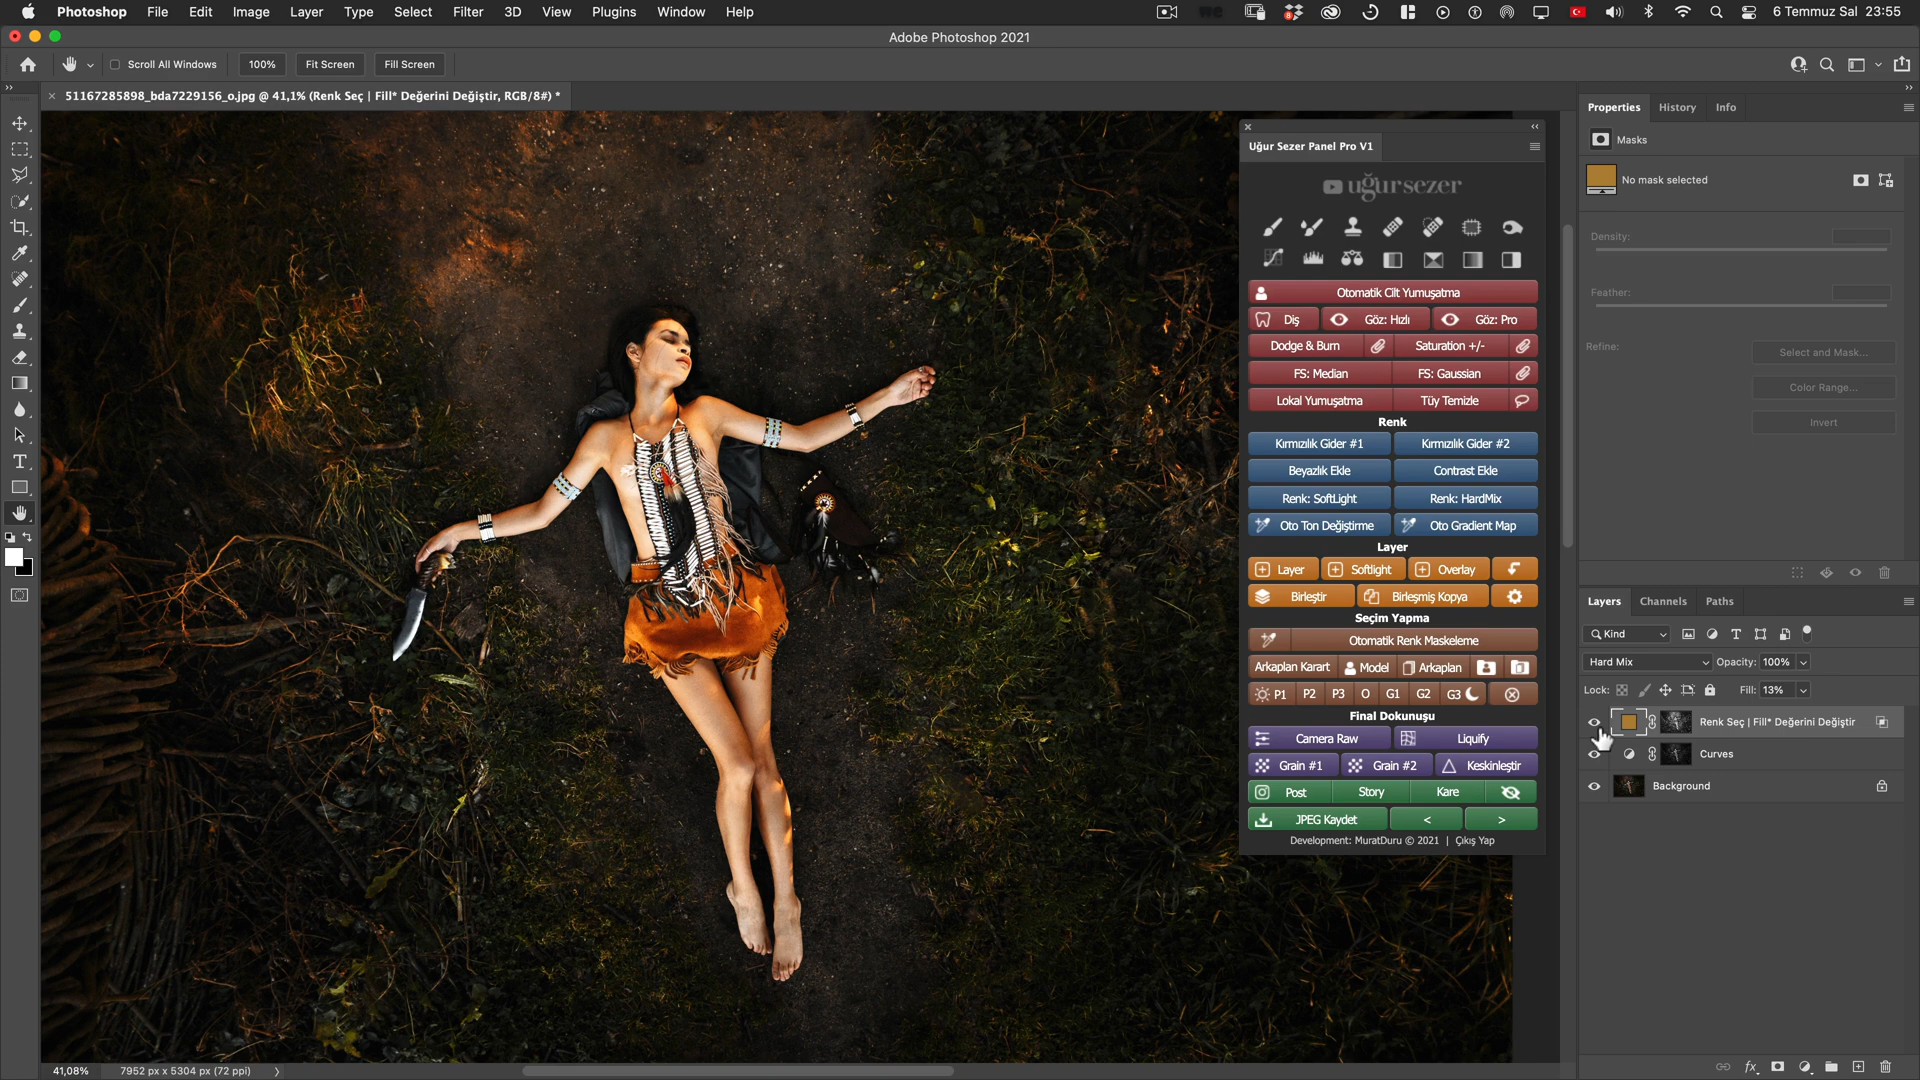 Photoshop File Edit Image Layer Type Select Filter 3D View Plugins Window Help 6 Temmuz Sal 23:55
Adobe Photoshop 2021
Scroll All Windows 100% Fit Screen Fill Screen
51167285898_bda7229156_o.jpg @ 41,1% (Renk Seç | Fill* Değerini Değiştir, RGB/8#) *
Uğur Sezer Panel Pro V1
uğursezer
Otomatik Cilt Yumuşatma
Diş Göz: Hızlı Göz: Pro
Dodge & Burn Saturation +/-
FS: Median FS: Gaussian
Lokal Yumuşatma Tüy Temizle
Renk
Kırmızılık Gider #1 Kırmızılık Gider #2
Beyazlık Ekle Contrast Ekle
Renk: SoftLight Renk: HardMix
Oto Ton Değiştirme Oto Gradient Map
Layer
Layer Softlight Overlay
Birleştir Birleşmiş Kopya
Seçim Yapma
Otomatik Renk Maskeleme
Arkaplan Karart Model Arkaplan
P1 P2 P3 O G1 G2 G3
Final Dokunuşu
Camera Raw Liquify
Grain #1 Grain #2 Keskinleştir
Post Story Kare
JPEG Kaydet < >
Development: MuratDuru © 2021 | Çıkış Yap
Properties History Info
Masks
No mask selected
Density:
Feather:
Refine:
Select and Mask...
Color Range...
Invert
Layers Channels Paths
Kind
Hard Mix Opacity: 100%
Lock: Fill: 13%
Renk Seç | Fill* Değerini Değiştir
Curves
Background
41,08% 7952 px x 5304 px (72 ppi)